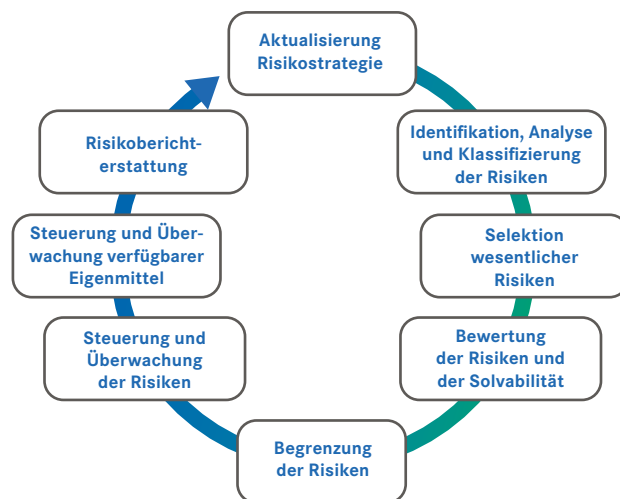 Aktualisierung
Risikostrategie
Identifikation, Analyse
und Klassifizierung
der Risiken
Selektion
wesentlicher
Risiken
Bewertung
der Risiken und
der Solvabilität
Begrenzung
der Risiken
Steuerung und
Überwachung
der Risiken
Steuerung und Über-
wachung verfügbarer
Eigenmittel
Risikobericht-
erstattung